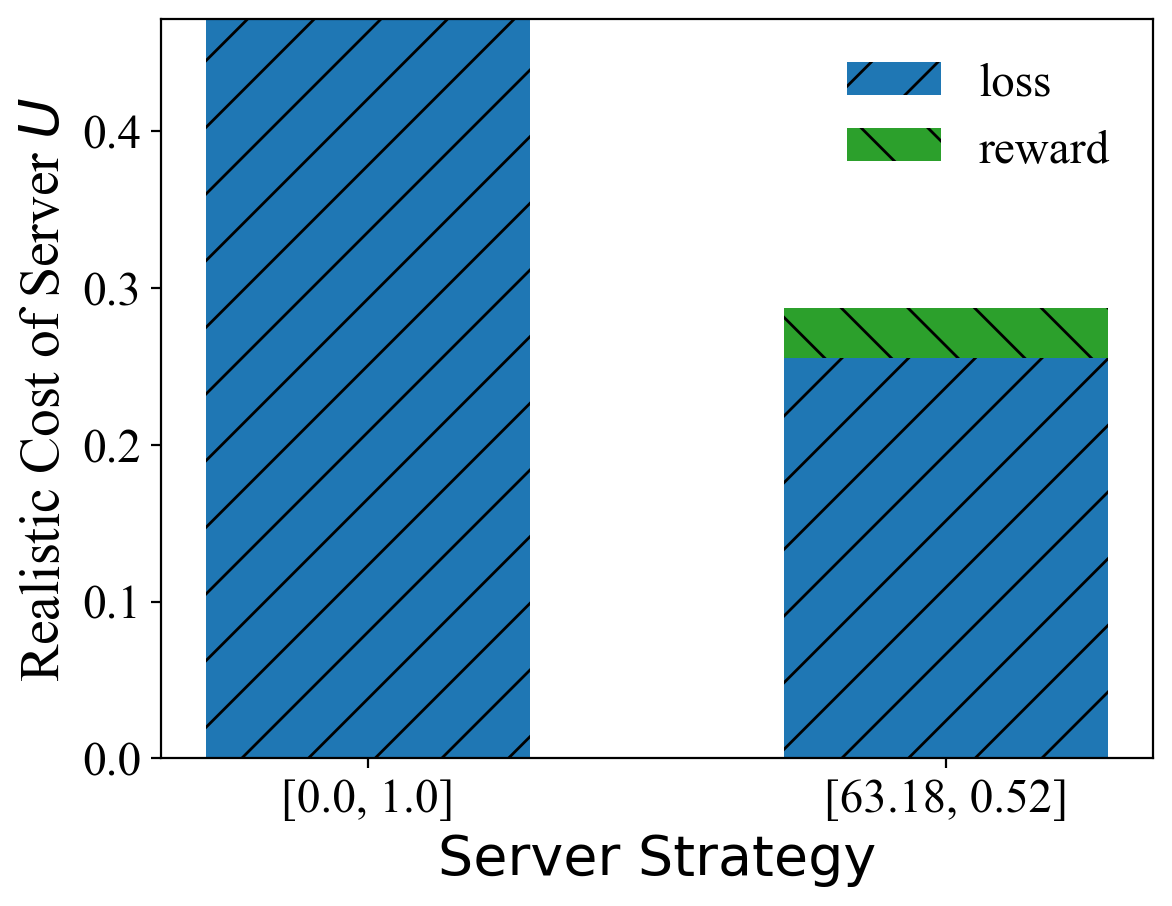 Realistic Cost of Server U
0.4
0.3
0.2
0.1
0.0
loss
reward
[0.0, 1.0]
[63.18, 0.52]
Server Strategy